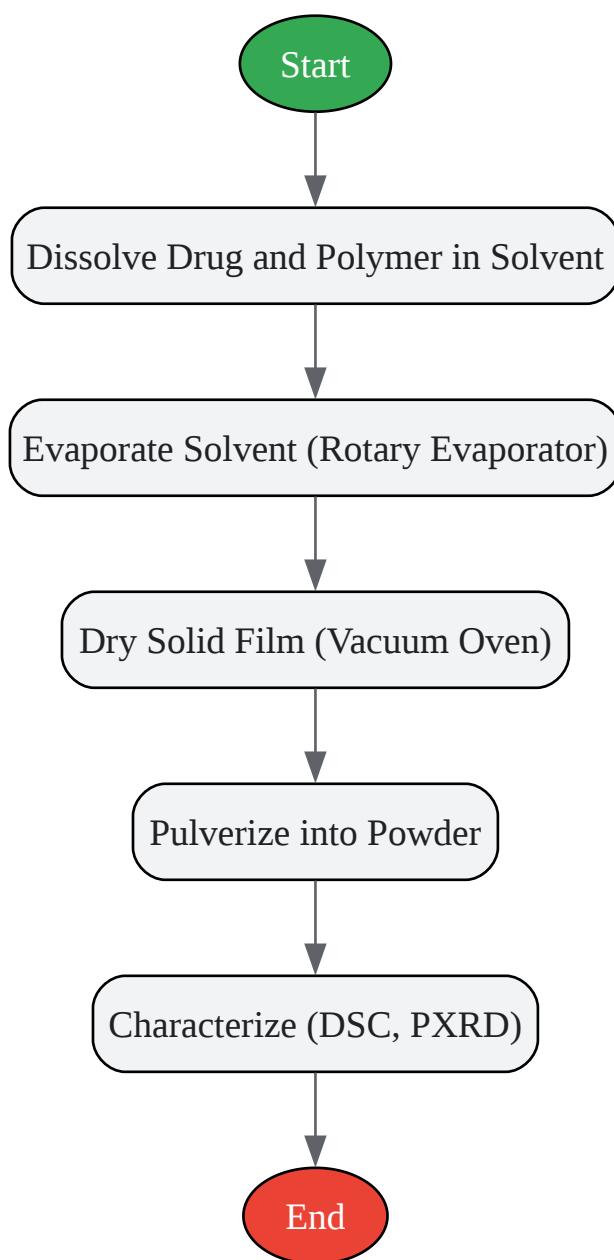 Start
Dissolve Drug and Polymer in Solvent
Evaporate Solvent (Rotary Evaporator)
Dry Solid Film (Vacuum Oven)
Pulverize into Powder
Characterize (DSC, PXRD)
End